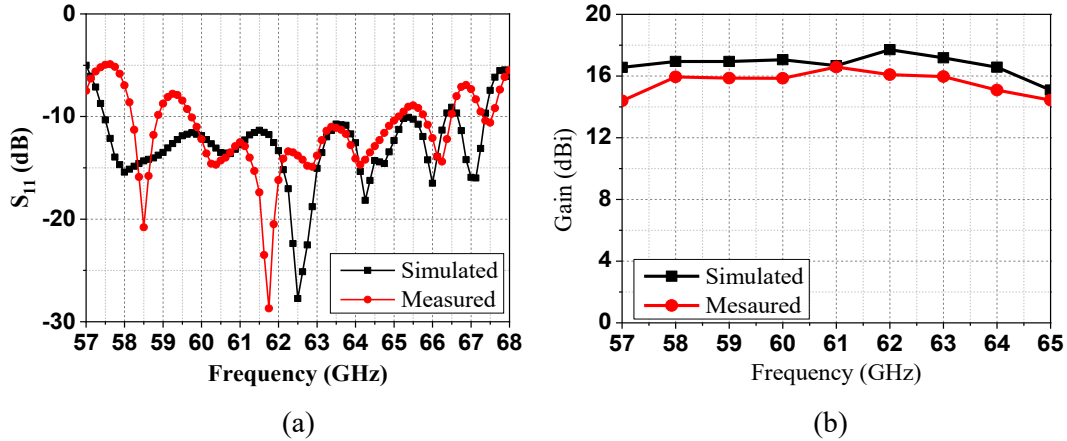 0
-10
-20
-30
S11 (dB)
57 58 59 60 61 62 63 64 65 66 67 68
Frequency (GHz)
Simulated
Measured
(a)
20
16
12
8
4
0
Gain (dBi)
57 58 59 60 61 62 63 64 65
Frequency (GHz)
Simulated
Mesaured
(b)